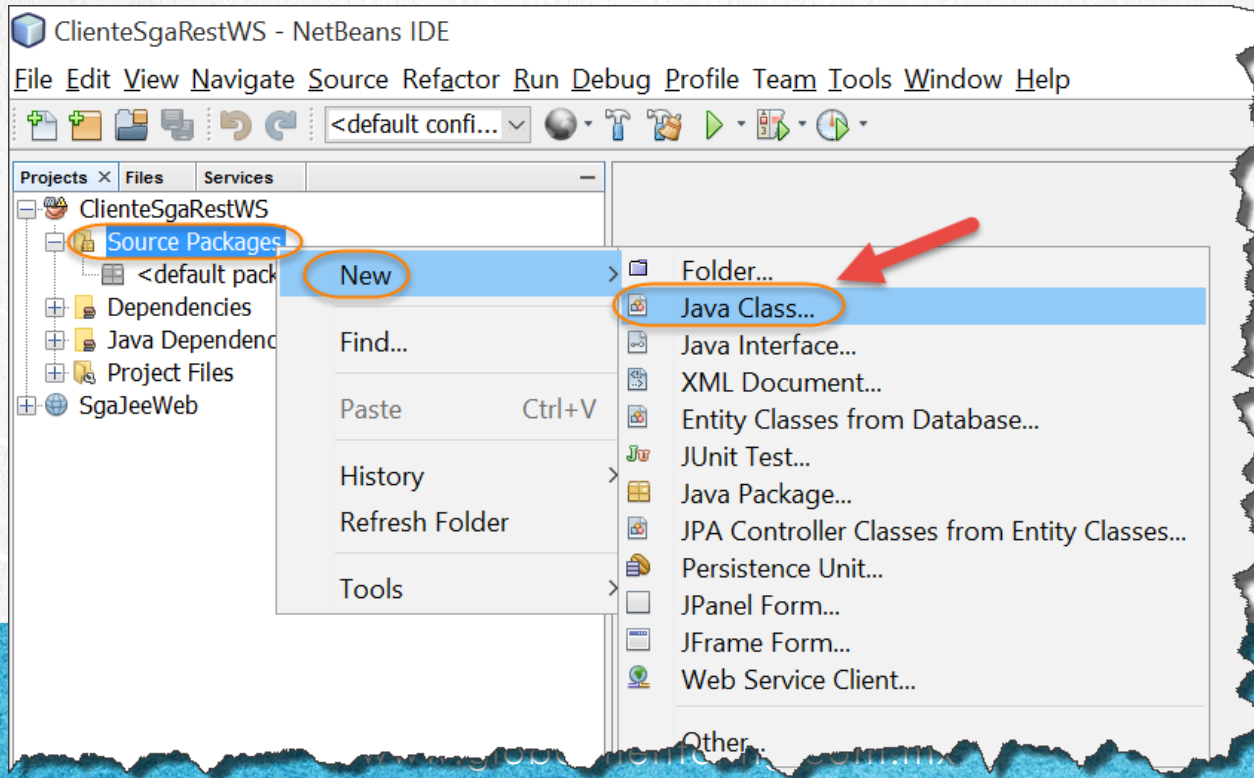 ClienteSgaRestWS - NetBeans IDE
File Edit View Navigate Source Refactor Run Debug Profile Team Tools Window Help
<default confi...
Projects Files Services
ClienteSgaRestWS
Source Packages
<default pack
Dependencies
Java Dependenc
Project Files
SgaJeeWeb
New
Find...
Paste Ctrl+V
History
Refresh Folder
Tools
Folder...
Java Class...
Java Interface...
XML Document...
Entity Classes from Database...
JUnit Test...
Java Package...
JPA Controller Classes from Entity Classes...
Persistence Unit...
JPanel Form...
JFrame Form...
Web Service Client...
Other...